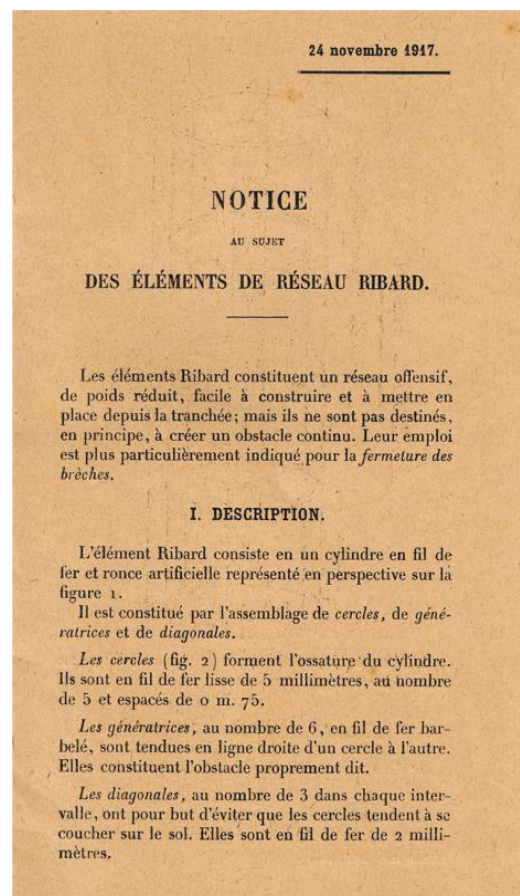 24 novembre 1917.
NOTICE
AU SUJET
DES ÉLÉMENTS DE RÉSEAU RIBARD.
Les éléments Ribard constituent un réseau offensif,
de poids réduit, facile à construire et à mettre en
place depuis la tranchée; mais ils ne sont pas destinés,
en principe, à créer un obstacle continu. Leur emploi
est plus particulièrement indiqué pour la fermeture des
brèches.
I. DESCRIPTION.
L'élément Ribard consiste en un cylindre en fil de
fer et ronce artificielle représenté en perspective sur la
figure 1.
Il est constitué par l'assemblage de cercles, de géné-
ratrices et de diagonales.
Les cercles (fig. 2) forment l'ossature du cylindre.
Ils sont en fil de fer lisse de 5 millimètres, au nombre
de 5 et espacés de 0 m. 75.
Les génératrices, au nombre de 6, en fil de fer bar-
belé, sont tendues en ligne droite d'un cercle à l'autre.
Elles constituent l'obstacle proprement dit.
Les diagonales, au nombre de 3 dans chaque inter-
valle, ont pour but d'éviter que les cercles tendent à se
coucher sur le sol. Elles sont en fil de fer de 2 milli-
mètres.